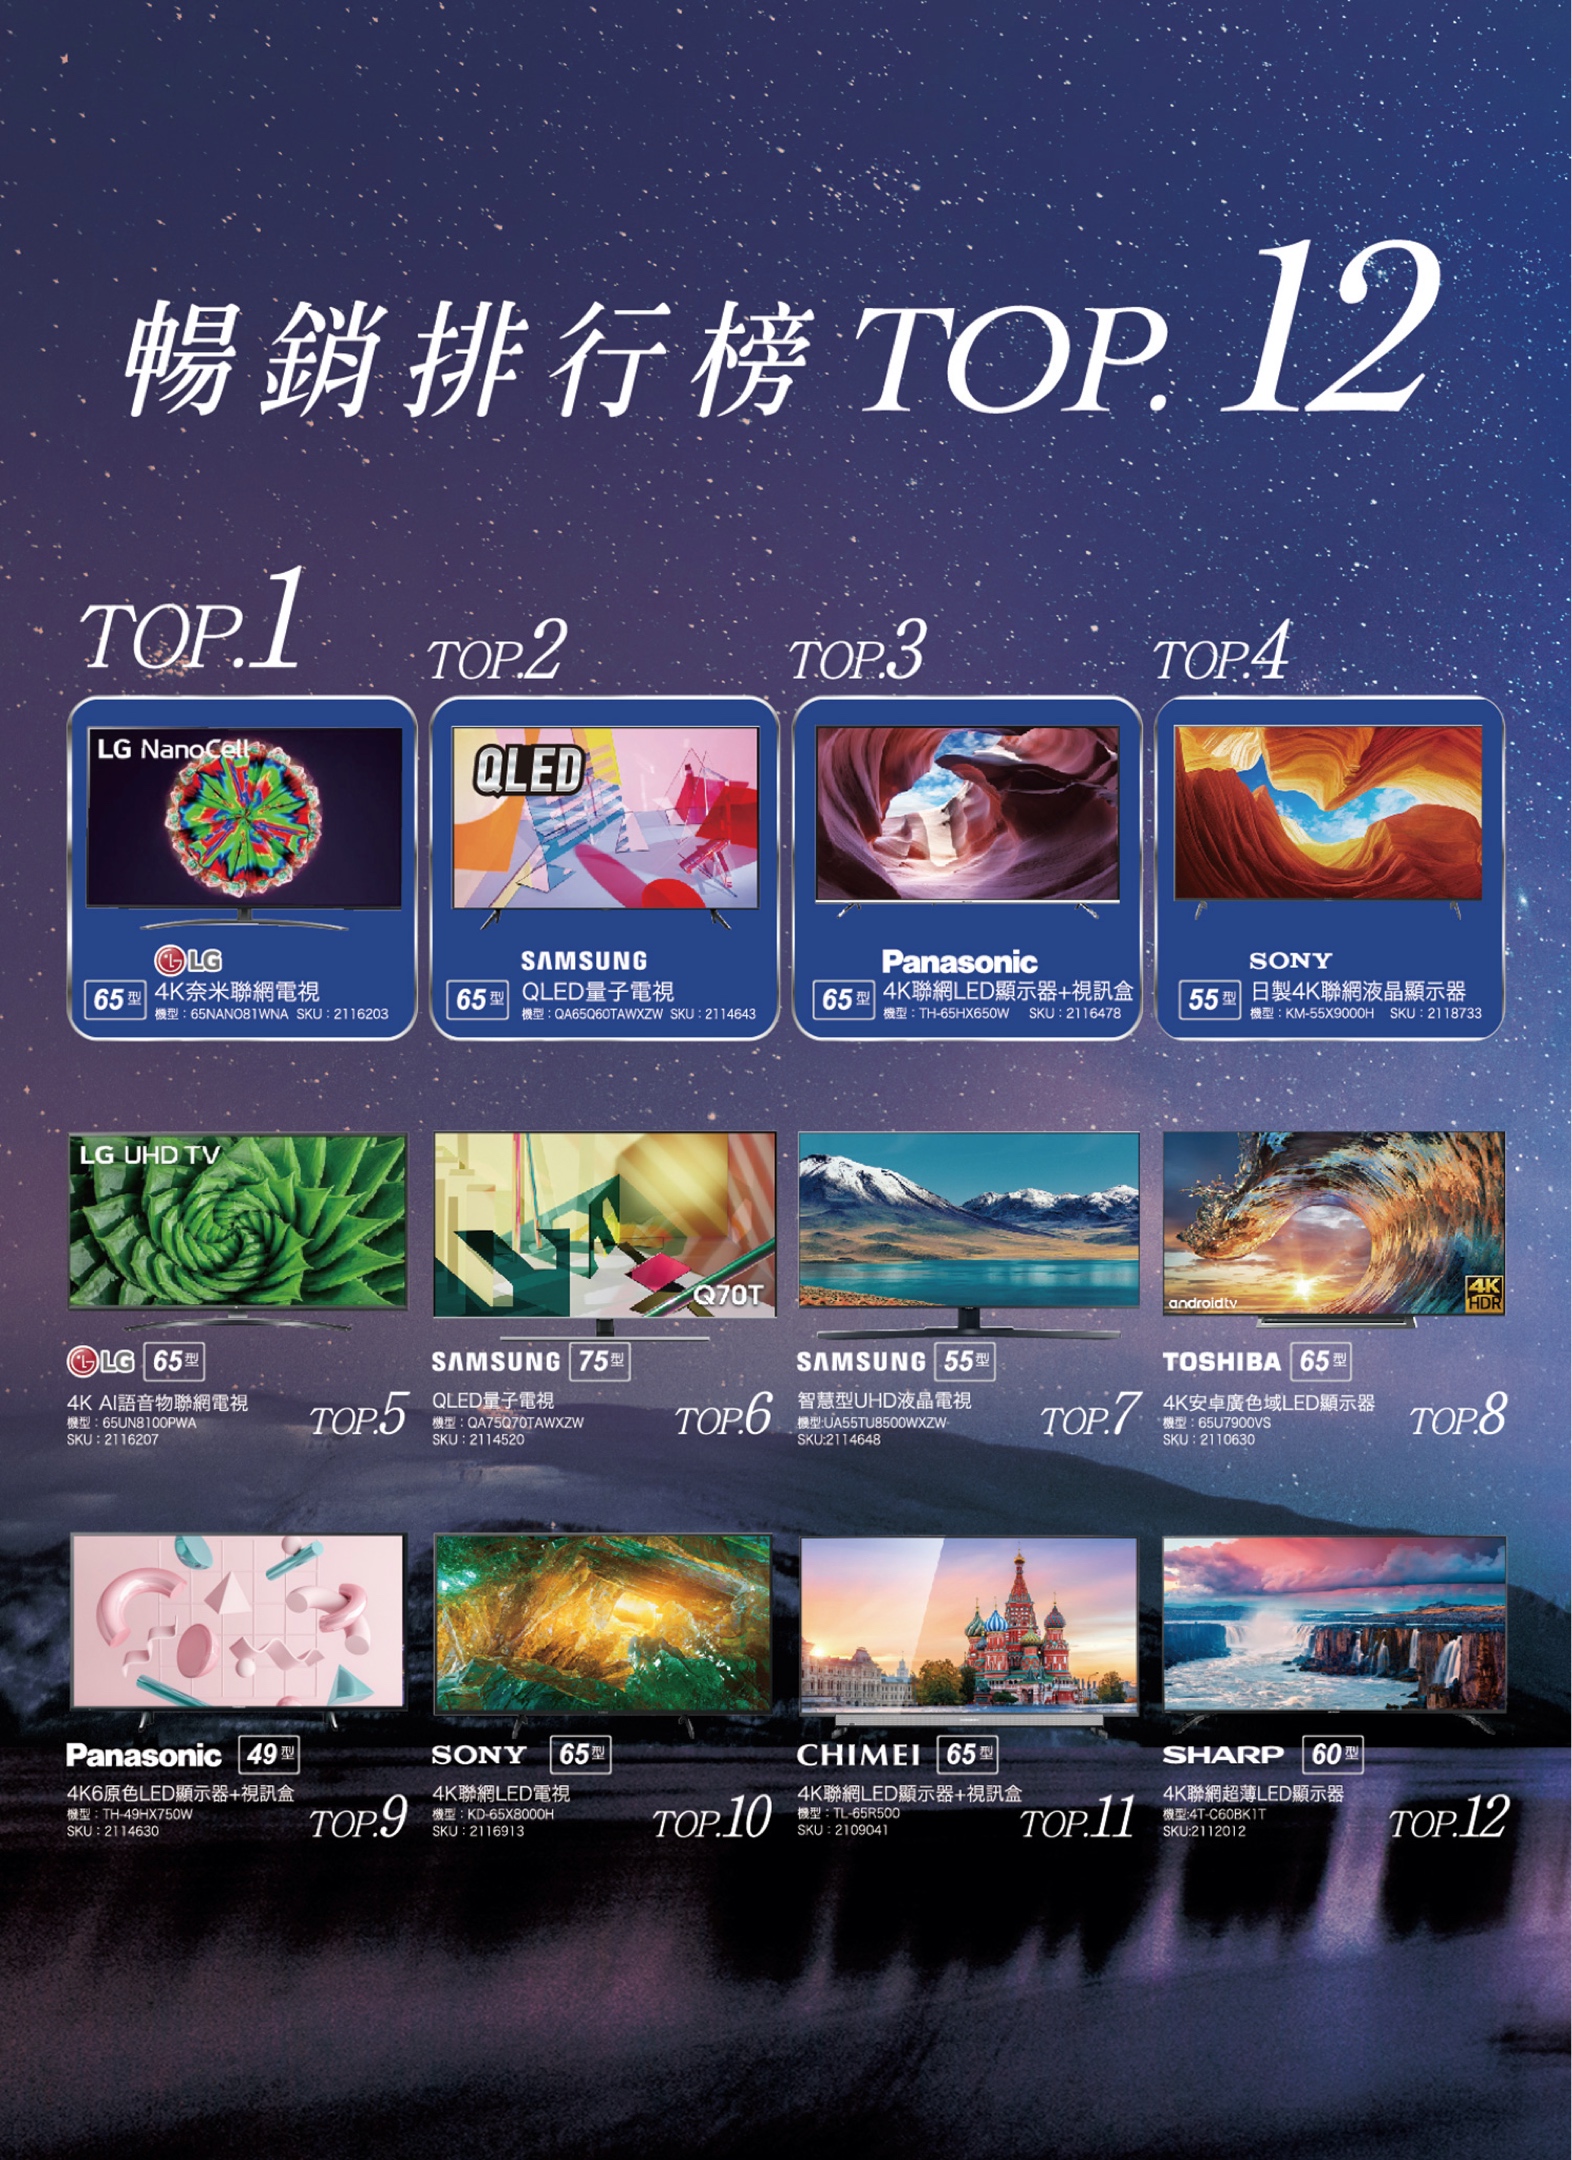 暢銷排行榜 TOP. 12
TOP.1
LG NanoCell
LG
65型
4K奈米聯網電視
機型：65NANO81WNA SKU：2116203
TOP.2
QLED
SAMSUNG
65型
QLED量子電視
機型：QA65Q60TAWXZW SKU：2114643
TOP.3
Panasonic
65型
4K聯網LED顯示器+視訊盒
機型：TH-65HX650W SKU：2116478
TOP.4
SONY
55型
日製4K聯網液晶顯示器
機型：KM-55X9000H SKU：2118733
LG UHD TV
LG 65型
4K AI語音物聯網電視
機型：65UN8100PWA
SKU：2116207
TOP.5
Q70T
SAMSUNG 75型
QLED量子電視
機型：QA75Q70TAWXZW
SKU：2114520
TOP.6
SAMSUNG 55型
智慧型UHD液晶電視
機型:UA55TU8500WXZW
SKU:2114648
TOP.7
androidtv
4K
HDR
TOSHIBA 65型
4K安卓廣色域LED顯示器
機型：65U7900VS
SKU：2110630
TOP.8
Panasonic 49型
4K6原色LED顯示器+視訊盒
機型：TH-49HX750W
SKU：2114630
TOP.9
SONY 65型
4K聯網LED電視
機型：KD-65X8000H
SKU：2116913
TOP.10
CHIMEI 65型
4K聯網LED顯示器+視訊盒
機型：TL-65R500
SKU：2109041
TOP.11
SHARP 60型
4K聯網超薄LED顯示器
機型:4T-C60BK1T
SKU:2112012
TOP.12